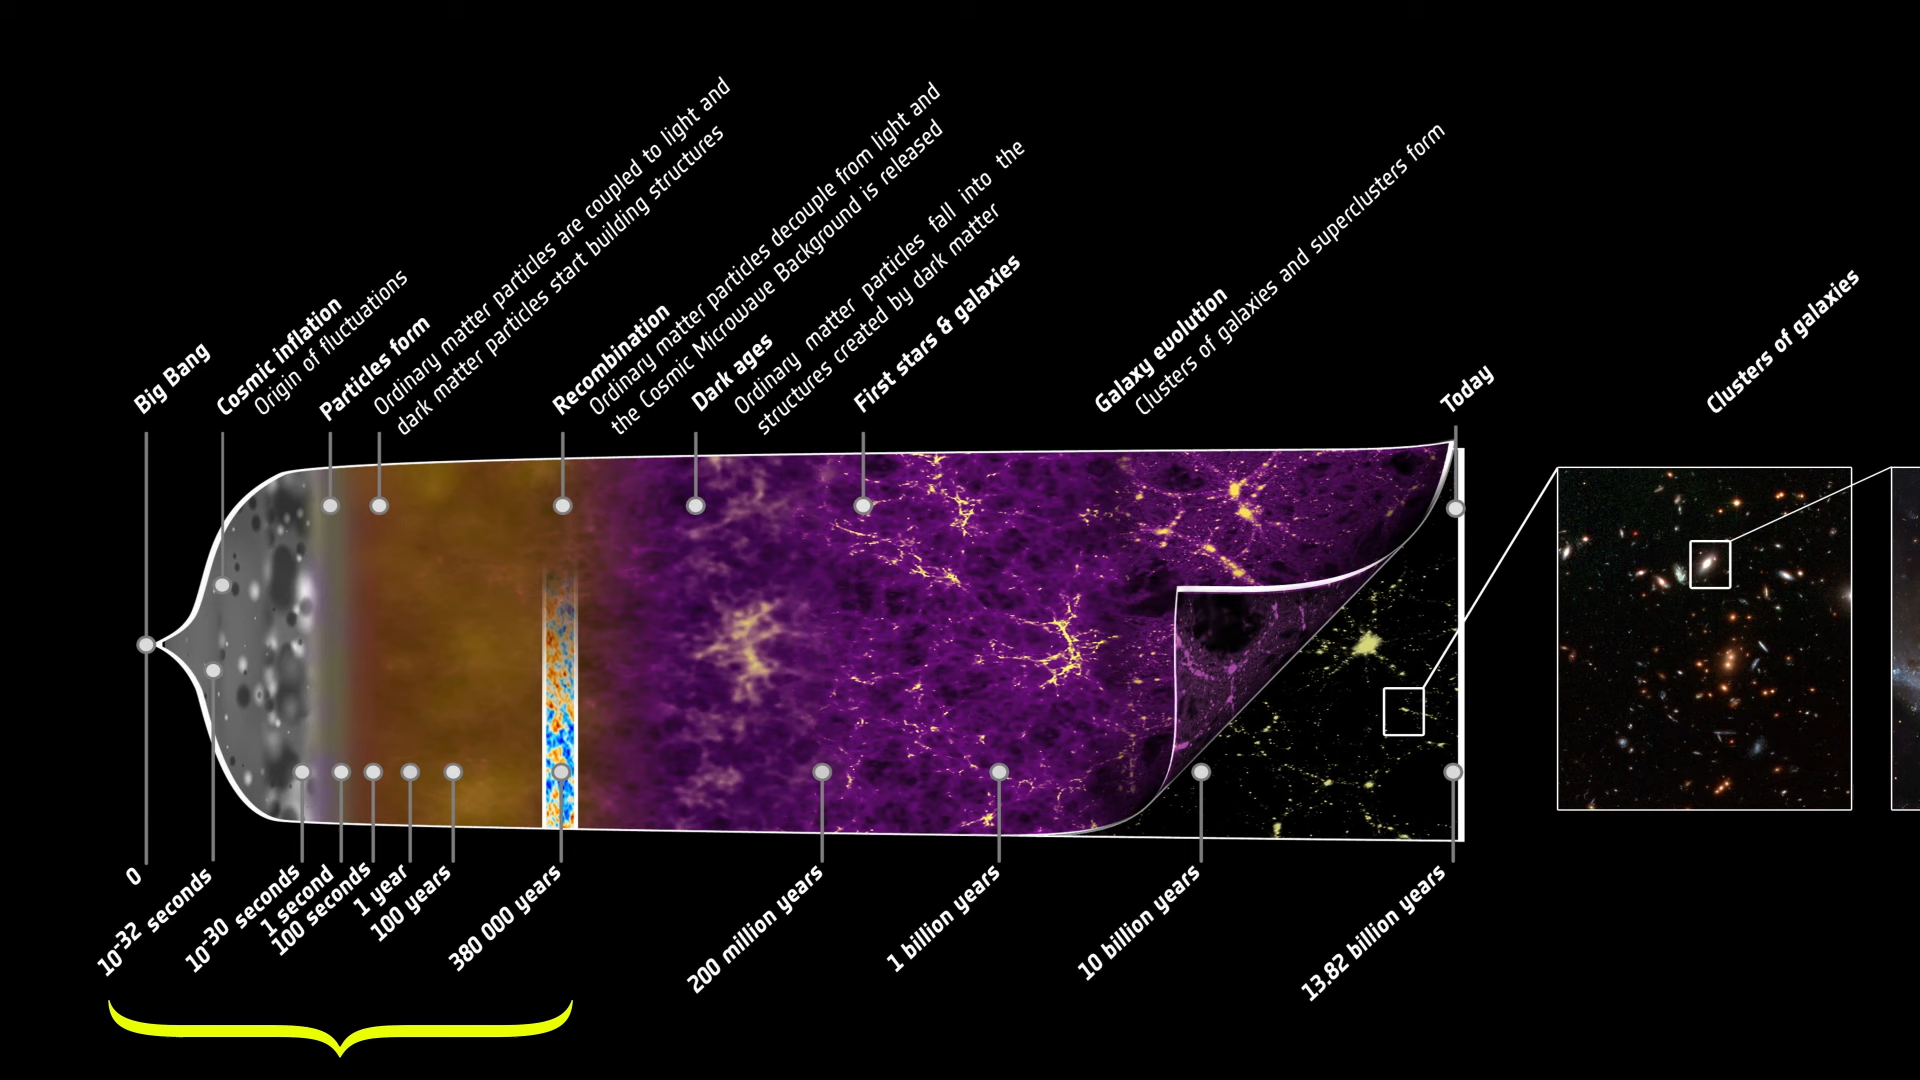 Big Bang
Cosmic inflation
Origin of fluctuations
Particles form
Ordinary matter particles are coupled to light and
dark matter particles start building structures
Recombination
Ordinary matter particles decouple from light and
the Cosmic Microwave Background is released
Dark ages
Ordinary matter particles fall into the
structures created by dark matter
First stars & galaxies
Galaxy evolution
Clusters of galaxies and superclusters form
Today
Clusters of galaxies
0
10-32 seconds
10-30 seconds
1 second
100 seconds
1 year
100 years
380 000 years
200 million years
1 billion years
10 billion years
13.82 billion years